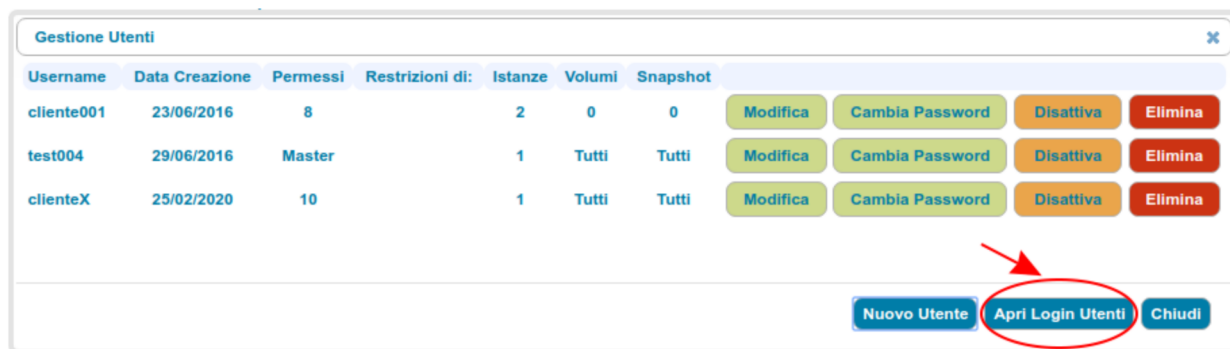 Gestione Utenti
Username Data Creazione Permessi Restrizioni di: Istanze Volumi Snapshot
cliente001 23/06/2016 8 2 0 0 Modifica Cambia Password Disattiva Elimina
test004 29/06/2016 Master 1 Tutti Tutti Modifica Cambia Password Disattiva Elimina
clienteX 25/02/2020 10 1 Tutti Tutti Modifica Cambia Password Disattiva Elimina
Nuovo Utente Apri Login Utenti Chiudi